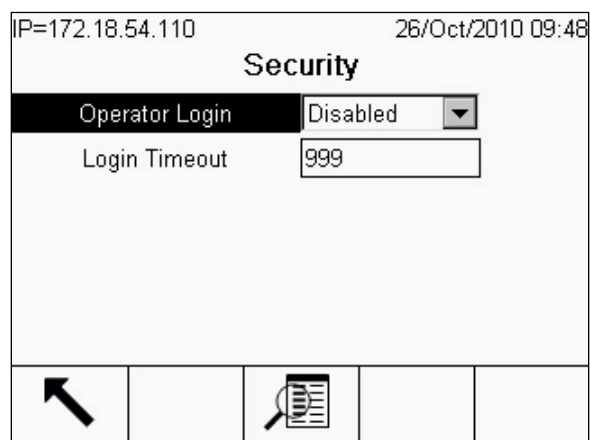 IP=172.18.54.110 26/Oct/2010 09:48
Security
Operator Login Disabled
Login Timeout 999